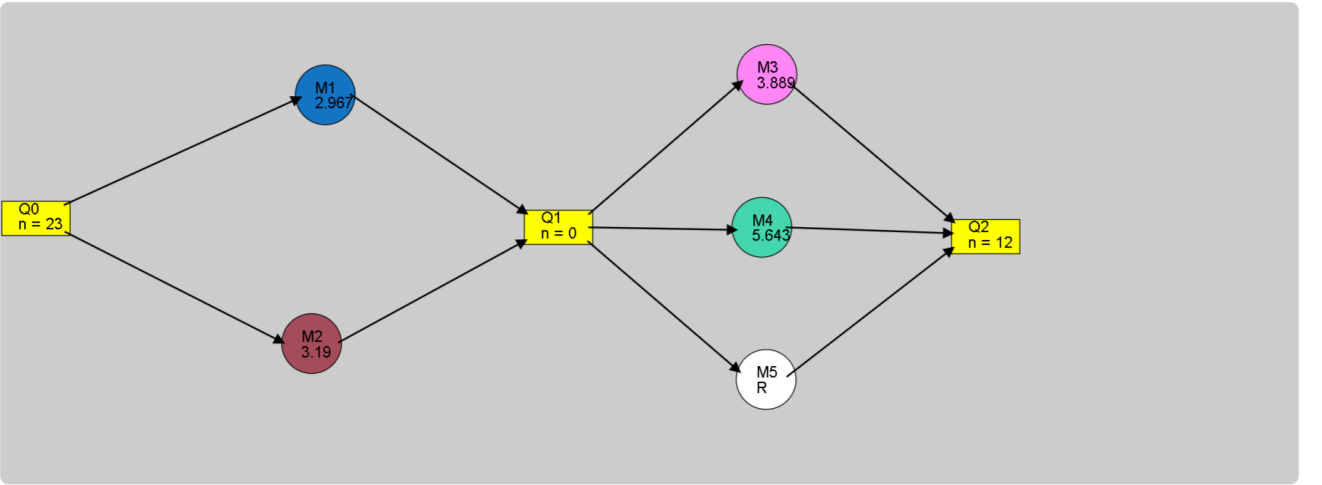 M3
3.889
M1
2.967
Q0
n = 23
Q1
n = 0
M4
5.643
Q2
n = 12
M2
3.19
M5
R